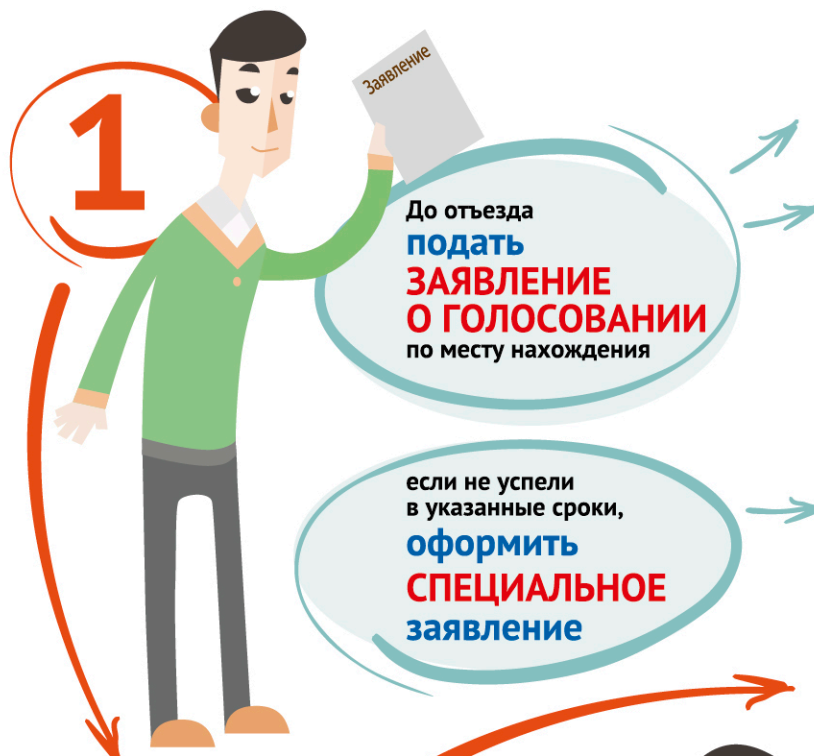 1
Заявление
До отъезда
подать
ЗАЯВЛЕНИЕ
О ГОЛОСОВАНИИ
по месту нахождения
если не успели
в указанные сроки,
оформить
СПЕЦИАЛЬНОЕ
заявление